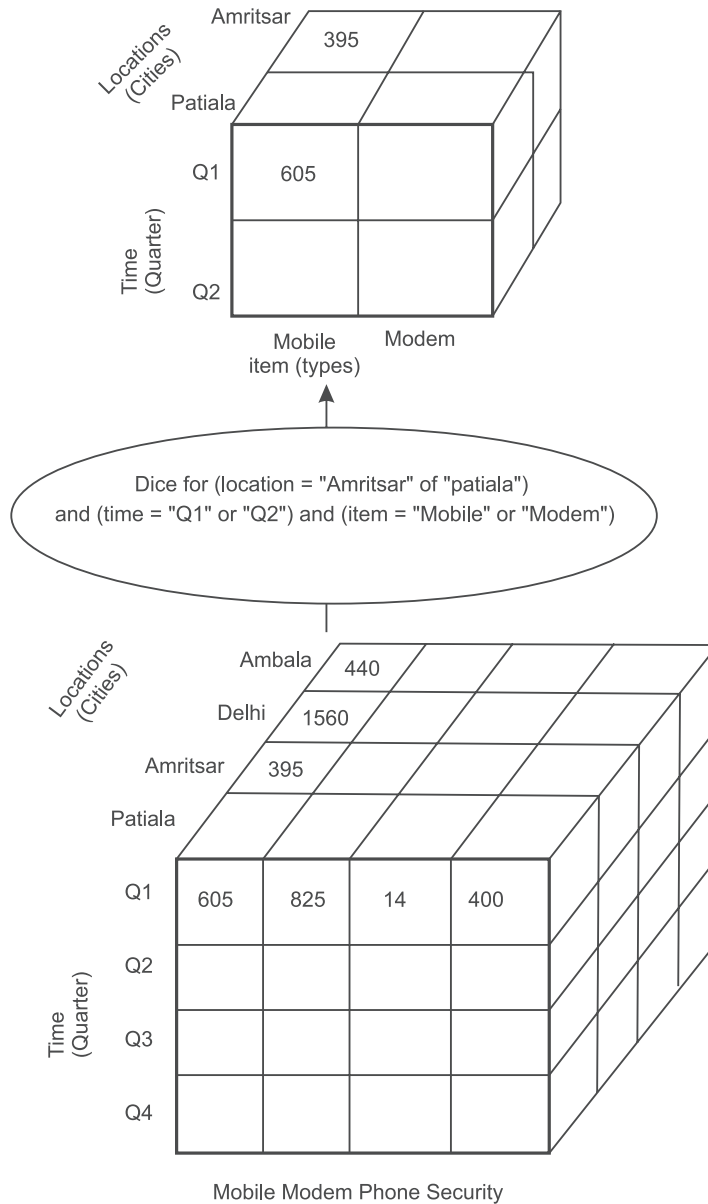 Amritsar
395
Locations
(Cities)
Patiala
Q1
605
Time
(Quarter)
Q2
Mobile
Modem
item (types)
Dice for (location = "Amritsar" of "patiala")
and (time = "Q1" or "Q2") and (item = "Mobile" or "Modem")
Locations
(Cities)
Ambala
440
Delhi
1560
Amritsar
395
Patiala
Q1
605
825
14
400
Q2
Time
(Quarter)
Q3
Q4
Mobile Modem Phone Security